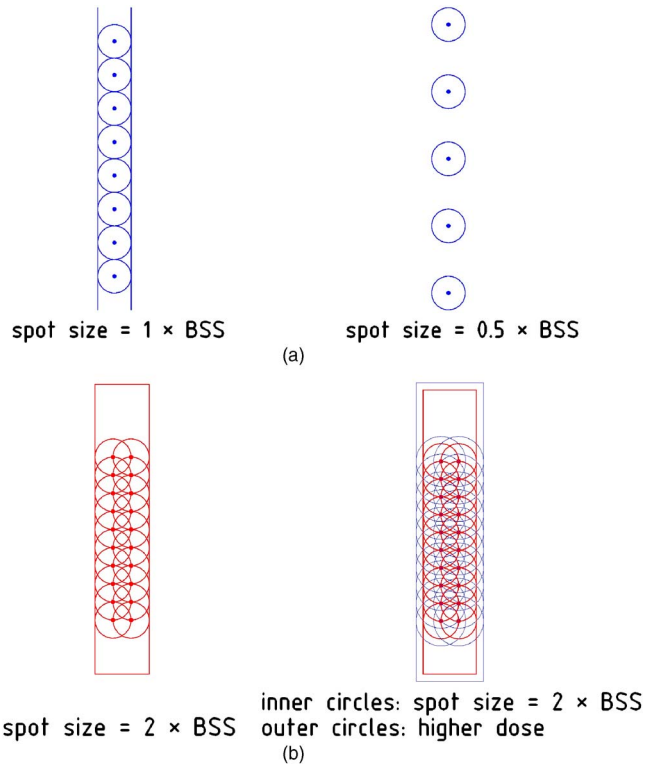 spot size = 1 × BSS
spot size = 0.5 × BSS
(a)
inner circles: spot size = 2 × BSS
spot size = 2 × BSS
outer circles: higher dose
(b)